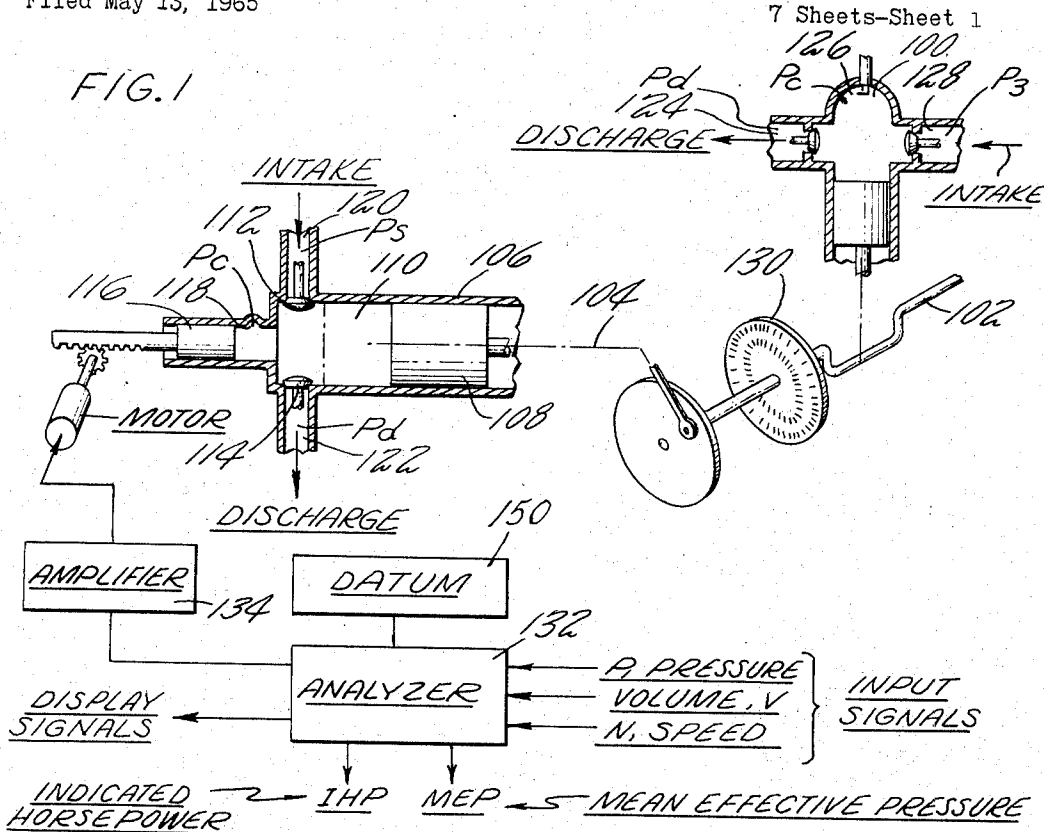 Filed May 13, 1965
7 Sheets-Sheet 1
FIG. 1
126 100
Pd Pc 128 P3
124
DISCHARGE
INTAKE
INTAKE
120
112 Ps
Pc 110 106
116 118
104
130
102
MOTOR
108
114 Pd
122
DISCHARGE
150
AMPLIFIER
134
DATUM
132
ANALYZER
P, PRESSURE
VOLUME, V
N, SPEED
INPUT
SIGNALS
DISPLAY
SIGNALS
INDICATED
HORSEPOWER
IHP MEP MEAN EFFECTIVE PRESSURE